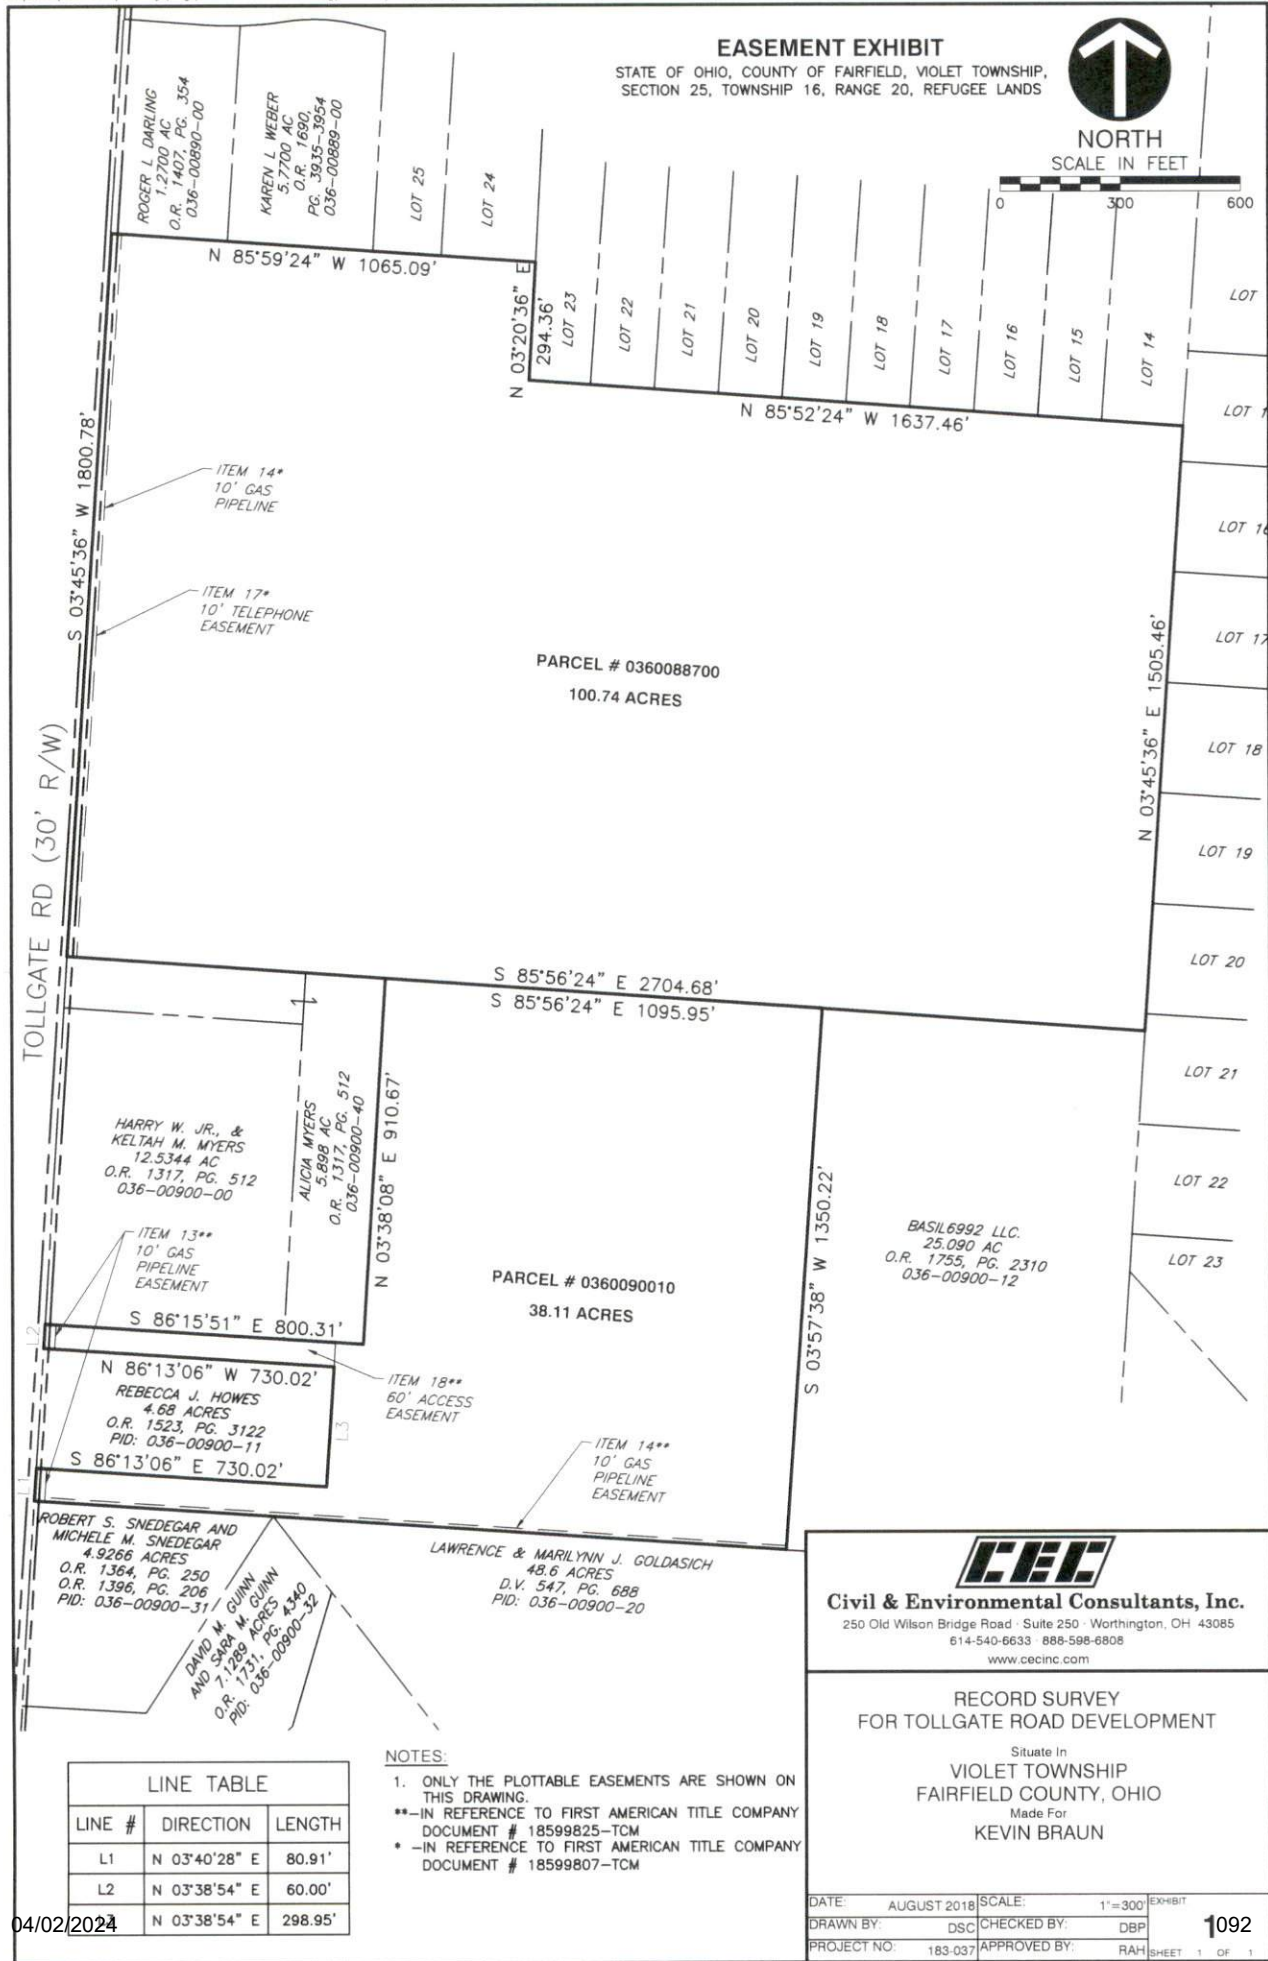 EASEMENT EXHIBIT
STATE OF OHIO, COUNTY OF FAIRFIELD, VIOLET TOWNSHIP,
SECTION 25, TOWNSHIP 16, RANGE 20, REFUGEE LANDS
NORTH
SCALE IN FEET
0 300 600
ROGER L DARLING
1.2700 AC
O.R. 1407, PG. 354
036-00890-00
KAREN L WEBER
5.7700 AC
O.R. 1690,
PG. 3935-3954
036-00889-00
LOT 25
LOT 24
N 85°59'24" W 1065.09'
N 03°20'36" E
294.36'
LOT 23
LOT 22
LOT 21
LOT 20
LOT 19
LOT 18
LOT 17
LOT 16
LOT 15
LOT 14
LOT
LOT 1
LOT 16
LOT 17
LOT 18
LOT 19
LOT 20
LOT 21
LOT 22
LOT 23
N 85°52'24" W 1637.46'
S 03°45'36" W 1800.78'
ITEM 14*
10' GAS
PIPELINE
ITEM 17*
10' TELEPHONE
EASEMENT
PARCEL # 0360088700
100.74 ACRES
N 03°45'36" E 1505.46'
TOLLGATE RD (30' R/W)
S 85°56'24" E 2704.68'
S 85°56'24" E 1095.95'
HARRY W. JR., &
KELTAH M. MYERS
12.5344 AC
O.R. 1317, PG. 512
036-00900-00
ALICIA MYERS
5.898 AC
O.R. 1317, PG. 512
036-00900-40
N 03°38'08" E 910.67'
S 03°57'38" W 1350.22'
BASIL6992 LLC.
25.090 AC
O.R. 1755, PG. 2310
036-00900-12
ITEM 13**
10' GAS
PIPELINE
EASEMENT
PARCEL # 0360090010
38.11 ACRES
S 86°15'51" E 800.31'
L2
N 86°13'06" W 730.02'
REBECCA J. HOWES
4.68 ACRES
O.R. 1523, PG. 3122
PID: 036-00900-11
S 86°13'06" E 730.02'
L3
L1
ITEM 18**
60' ACCESS
EASEMENT
ITEM 14**
10' GAS
PIPELINE
EASEMENT
ROBERT S. SNEDEGAR AND
MICHELE M. SNEDEGAR
4.9266 ACRES
O.R. 1364, PG. 250
O.R. 1396, PG. 206
PID: 036-00900-31
DAVID M. GUINN
AND SARA M. GUINN
7.1289 ACRES
O.R. 1731, PG. 4340
PID: 036-00900-32
LAWRENCE & MARILYNN J. GOLDASICH
48.6 ACRES
D.V. 547, PG. 688
PID: 036-00900-20
CEC
Civil & Environmental Consultants, Inc.
250 Old Wilson Bridge Road · Suite 250 · Worthington, OH 43085
614-540-6633 · 888-598-6808
www.cecinc.com
RECORD SURVEY
FOR TOLLGATE ROAD DEVELOPMENT
Situate In
VIOLET TOWNSHIP
FAIRFIELD COUNTY, OHIO
Made For
KEVIN BRAUN
LINE TABLE
LINE # DIRECTION LENGTH
L1 N 03°40'28" E 80.91'
L2 N 03°38'54" E 60.00'
N 03°38'54" E 298.95'
NOTES:
1. ONLY THE PLOTTABLE EASEMENTS ARE SHOWN ON
THIS DRAWING.
**-IN REFERENCE TO FIRST AMERICAN TITLE COMPANY
DOCUMENT # 18599825-TCM
* -IN REFERENCE TO FIRST AMERICAN TITLE COMPANY
DOCUMENT # 18599807-TCM
DATE: AUGUST 2018 SCALE: 1"=300' EXHIBIT
DRAWN BY: DSC CHECKED BY: DBP 1092
PROJECT NO: 183-037 APPROVED BY: RAH SHEET 1 OF 1
04/02/2024